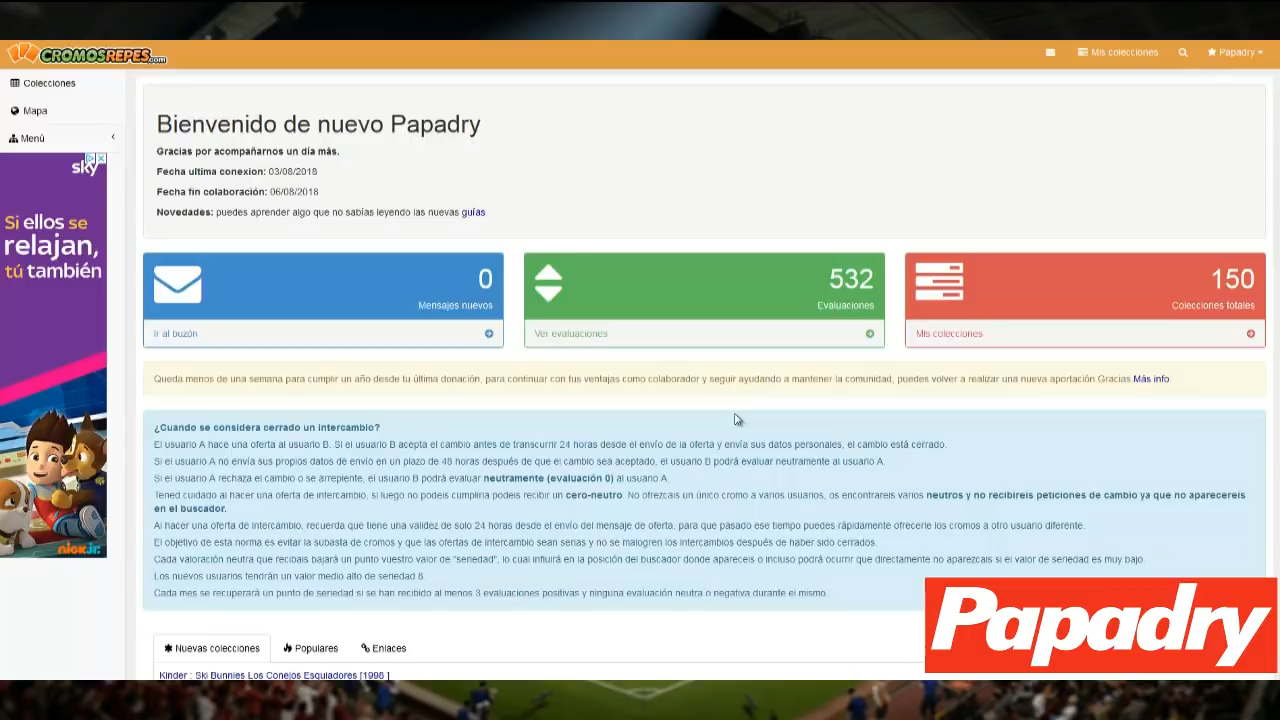 CROMOSREPES.com
Mis colecciones
Papadry
Colecciones
Mapa
Menú
sky
Si ellos se
relajan,
tú también
nick jr.
Bienvenido de nuevo Papadry
Gracias por acompañarnos un día más.
Fecha ultima conexion: 03/08/2018
Fecha fin colaboración: 06/08/2018
Novedades: puedes aprender algo que no sabías leyendo las nuevas guías
0
Mensajes nuevos
Ir al buzón
532
Evaluaciones
Ver evaluaciones
150
Colecciones totales
Mis colecciones
Queda menos de una semana para cumplir un año desde tu última donación, para continuar con tus ventajas como colaborador y seguir ayudando a mantener la comunidad, puedes volver a realizar una nueva aportación Gracias Más info.
¿Cuando se considera cerrado un intercambio?
El usuario A hace una oferta al usuario B. Si el usuario B acepta el cambio antes de transcurrir 24 horas desde el envío de la oferta y envía sus datos personales, el cambio está cerrado.
Si el usuario A no envía sus propios datos de envío en un plazo de 48 horas después de que el cambio sea aceptado, el usuario B podrá evaluar neutramente al usuario A.
Si el usuario A rechaza el cambio o se arrepiente, el usuario B podrá evaluar neutramente (evaluación 0) al usuario A.
Tened cuidado al hacer una oferta de intercambio, si luego no podeis cumplirla podeis recibir un cero-neutro. No ofrezcais un único cromo a varios usuarios, os encontrareis varios neutros y no recibireis peticiones de cambio ya que no aparecereis
en el buscador.
Al hacer una oferta de intercambio, recuerda que tiene una validez de solo 24 horas desde el envío del mensaje de oferta, para que pasado ese tiempo puedes rápidamente ofrecerle los cromos a otro usuario diferente.
El objetivo de esta norma es evitar la subasta de cromos y que las ofertas de intercambio sean serias y no se malogren los intercambios después de haber sido cerrados.
Cada valoración neutra que recibais bajará un punto vuestro valor de "seriedad", lo cual influirá en la posición del buscador donde apareceis o incluso podrá ocurrir que directamente no aparezcais si el valor de seriedad es muy bajo.
Los nuevos usuarios tendrán un valor medio alto de seriedad 8.
Cada mes se recuperará un punto de seriedad si se han recibido al menos 3 evaluaciones positivas y ninguna evaluación neutra o negativa durante el mismo.
Papadry
Nuevas colecciones
Populares
Enlaces
Kinder : Ski Bunnies Los Conejos Esquiadores [1998 ]